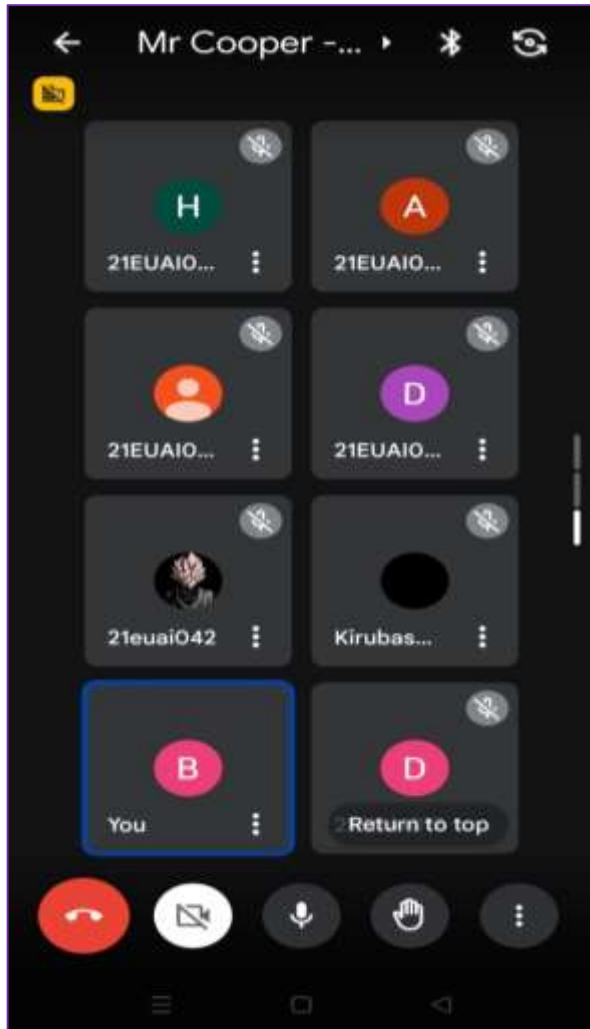 Mr Cooper -...
H
A
21EUAI0...
21EUAI0...
D
21EUAI0...
21EUAI0...
21euai042
Kirubas...
B
D
You
Return to top